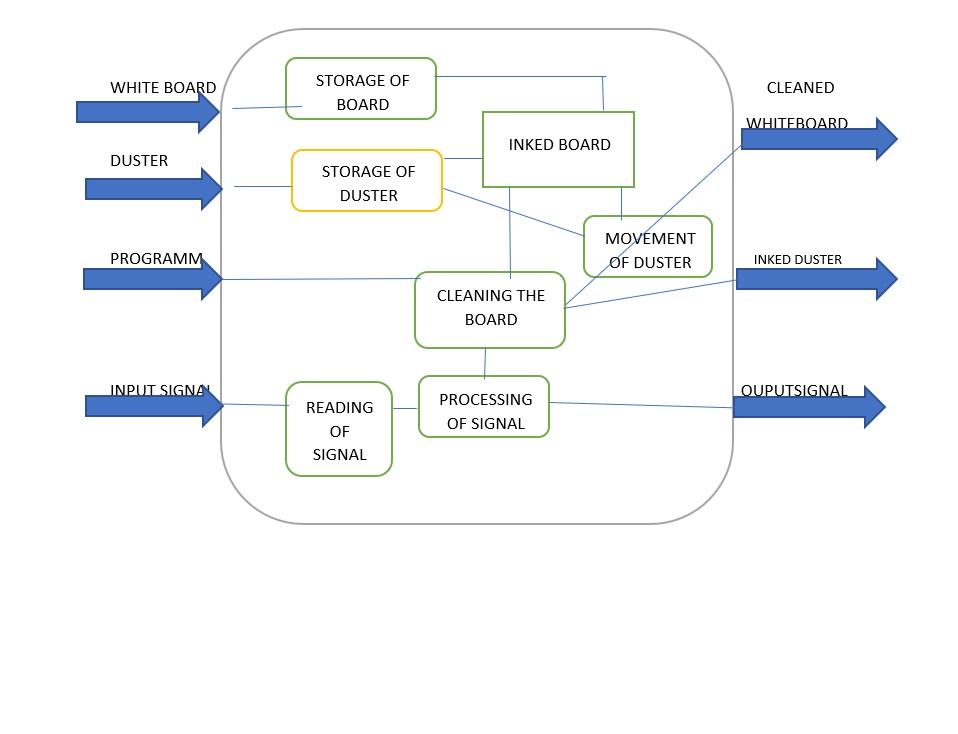 WHITE BOARD
DUSTER
PROGRAMM
INPUT SIGNAL
STORAGE OF
BOARD
STORAGE OF
DUSTER
INKED BOARD
MOVEMENT
OF DUSTER
CLEANING THE
BOARD
READING
OF
SIGNAL
PROCESSING
OF SIGNAL
CLEANED
WHITEBOARD
INKED DUSTER
OUPUTSIGNAL